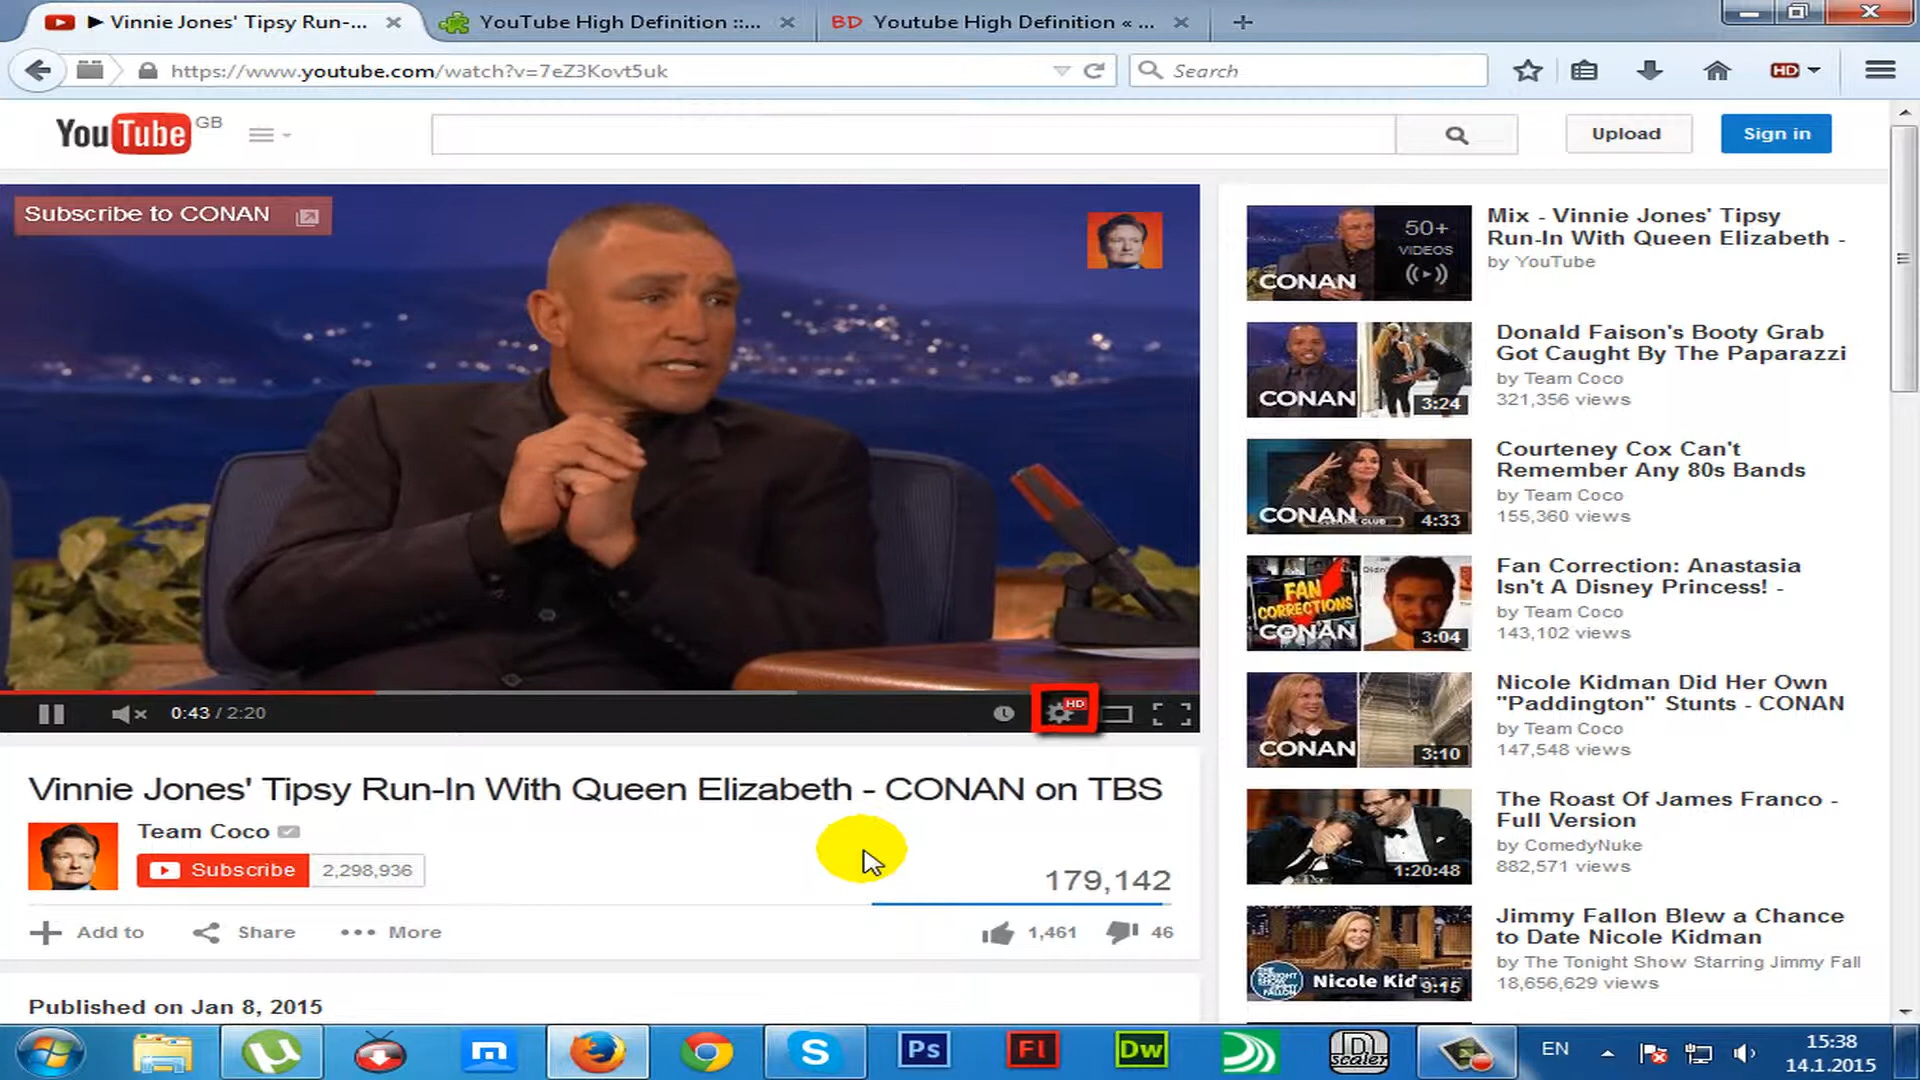 ▶ Vinnie Jones' Tipsy Run-...
YouTube High Definition ::...
BD Youtube High Definition « ...
https://www.youtube.com/watch?v=7eZ3Kovt5uk
Search
HD
YouTube GB
Upload
Sign in
Subscribe to CONAN
HD
0:43 / 2:20
Vinnie Jones' Tipsy Run-In With Queen Elizabeth - CONAN on TBS
Team Coco
Subscribe 2,298,936
179,142
Add to
Share
More
1,461
46
Published on Jan 8, 2015
50+
VIDEOS
CONAN
Mix - Vinnie Jones' Tipsy
Run-In With Queen Elizabeth -
by YouTube
CONAN
3:24
Donald Faison's Booty Grab
Got Caught By The Paparazzi
by Team Coco
321,356 views
CONAN
4:33
Courteney Cox Can't
Remember Any 80s Bands
by Team Coco
155,360 views
FAN
CORRECTIONS
CONAN
3:04
Fan Correction: Anastasia
Isn't A Disney Princess! -
by Team Coco
143,102 views
CONAN
3:10
Nicole Kidman Did Her Own
"Paddington" Stunts - CONAN
by Team Coco
147,548 views
1:20:48
The Roast Of James Franco -
Full Version
by ComedyNuke
882,571 views
THE TONIGHT SHOW
Nicole Kid
9:15
Jimmy Fallon Blew a Chance
to Date Nicole Kidman
by The Tonight Show Starring Jimmy Fall
18,656,629 views
Ps
Fl
Dw
scaler
EN
15:38
14.1.2015